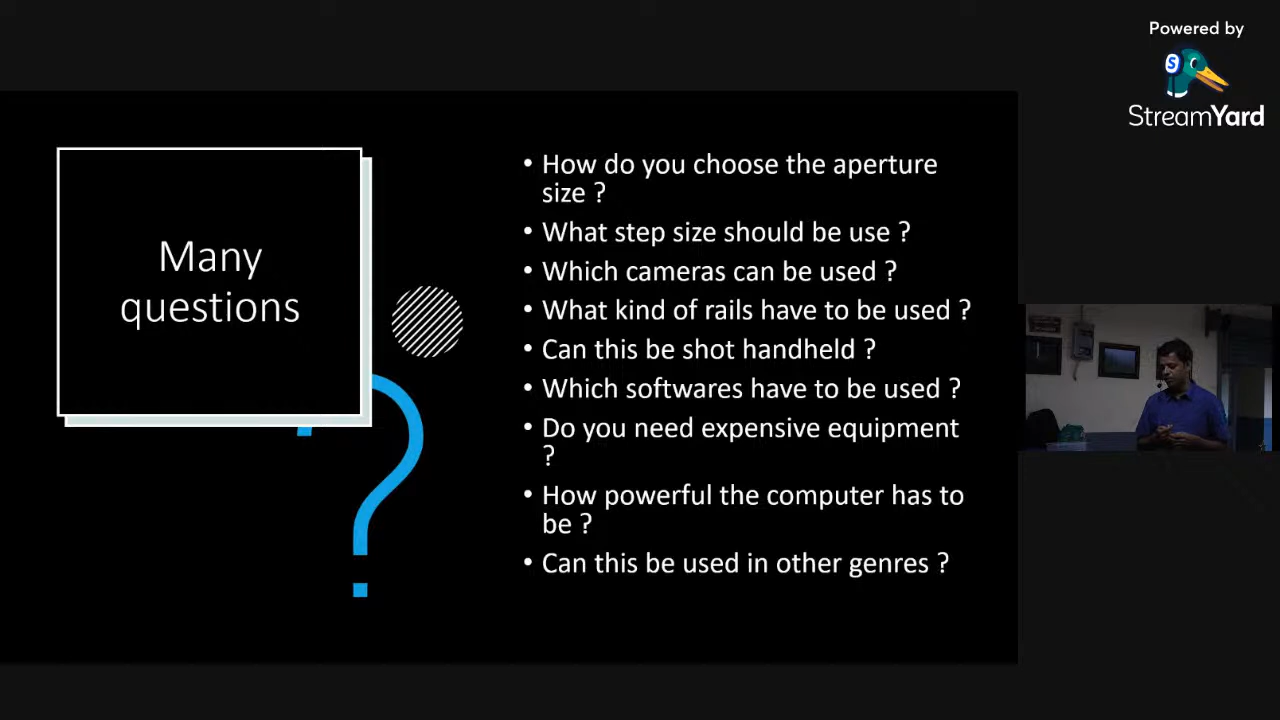 Powered by
StreamYard
Many
questions
• How do you choose the aperture
size ?
• What step size should be use ?
• Which cameras can be used ?
• What kind of rails have to be used ?
• Can this be shot handheld ?
• Which softwares have to be used ?
• Do you need expensive equipment
?
• How powerful the computer has to
be ?
• Can this be used in other genres ?
?